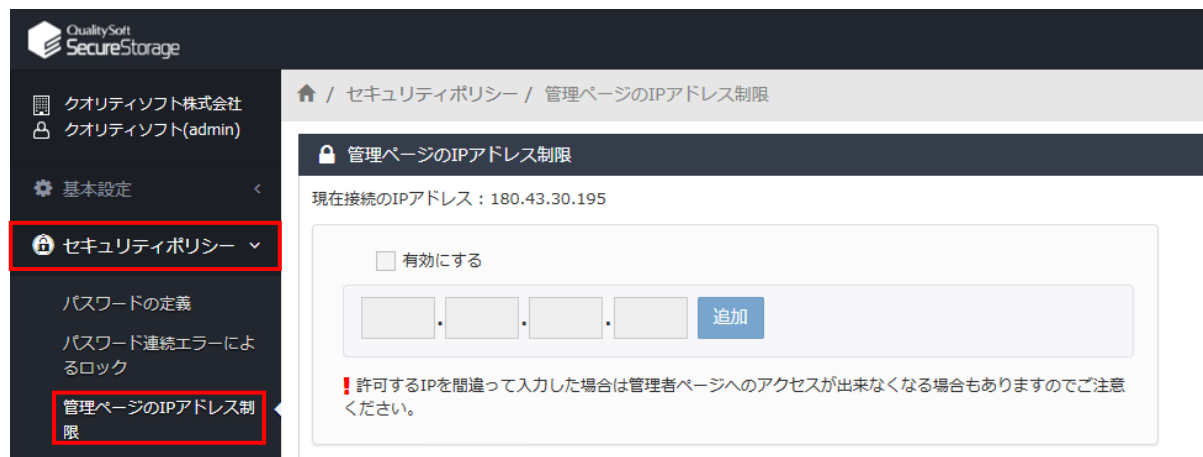 QualitySoft
SecureStorage
クオリティソフト株式会社
クオリティソフト(admin)
基本設定
セキュリティポリシー
パスワードの定義
パスワード連続エラーによ
るロック
管理ページのIPアドレス制
限
/ セキュリティポリシー / 管理ページのIPアドレス制限
管理ページのIPアドレス制限
現在接続のIPアドレス：180.43.30.195
有効にする
. . . 追加
！許可するIPを間違って入力した場合は管理者ページへのアクセスが出来なくなる場合もありますのでご注意
ください。